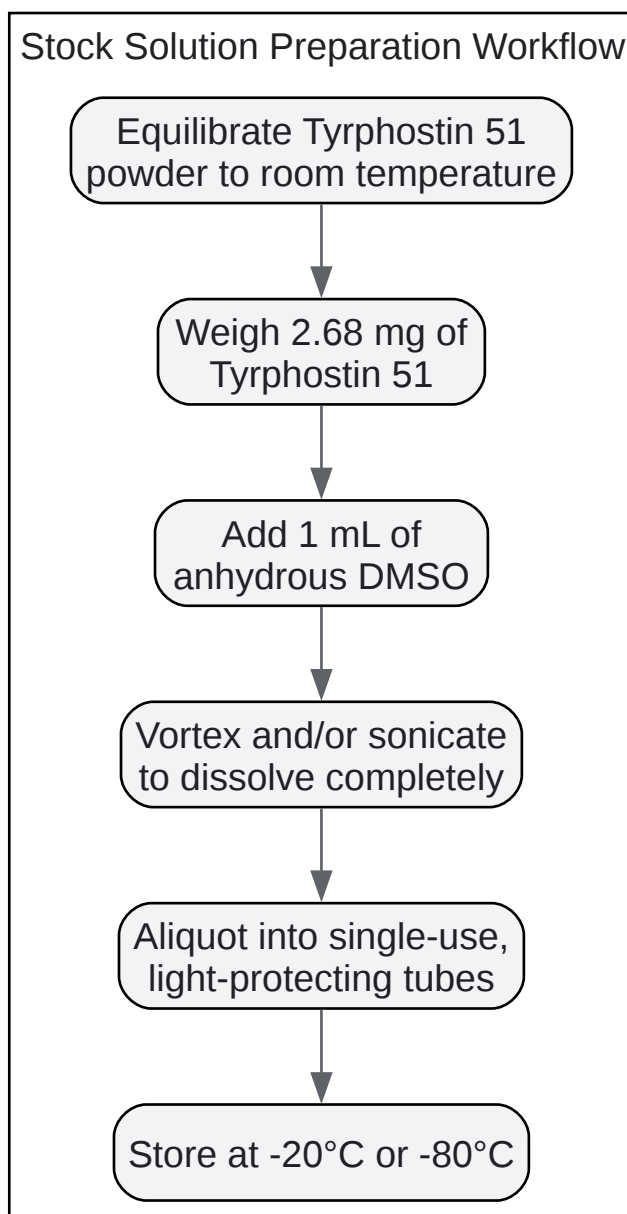 Stock Solution Preparation Workflow
Equilibrate Tyrphostin 51
powder to room temperature
Weigh 2.68 mg of
Tyrphostin 51
Add 1 mL of
anhydrous DMSO
Vortex and/or sonicate
to dissolve completely
Aliquot into single-use,
light-protecting tubes
Store at -20°C or -80°C